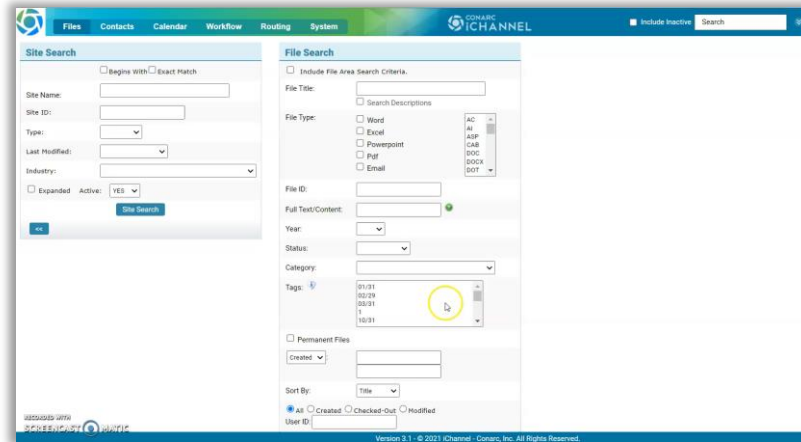 Files Contacts Calendar Workflow Routing System
CONARC
iCHANNEL
Include Inactive Search
Site Search
Begins With Exact Match
Site Name:
Site ID:
Type:
Last Modified:
Industry:
Expanded Active: YES
Site Search
<<
File Search
Include File Area Search Criteria.
File Title:
Search Descriptions
File Type:
Word
Excel
Powerpoint
Pdf
Email
AC
AI
ASP
CAB
DOC
DOCX
DOT
File ID:
Full Text/Content:
Year:
Status:
Category:
Tags:
01/31
02/29
03/31
1
10/31
Permanent Files
Created :
Sort By: Title
All Created Checked-Out Modified
User ID:
RECORDED WITH
SCREENCAST MATIC
Version 3.1 - © 2021 iChannel - Conarc, Inc. All Rights Reserved.